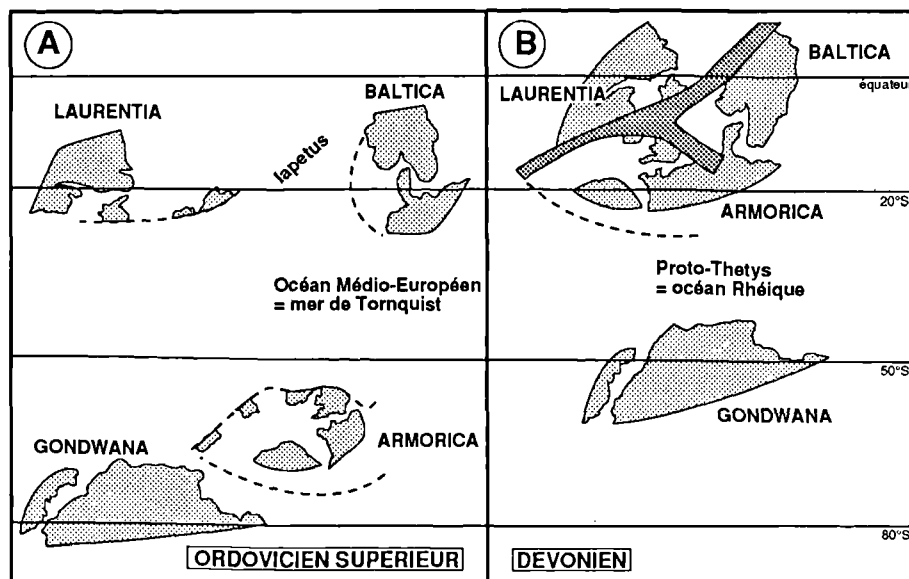 A
LAURENTIA
BALTICA
Iapetus
Océan Médio-Européen
= mer de Tornquist
GONDWANA
ARMORICA
ORDOVICIEN SUPERIEUR
B
BALTICA
équateur
LAURENTIA
20°S
ARMORICA
Proto-Thetys
= océan Rhéique
50°S
GONDWANA
80°S
DEVONIEN